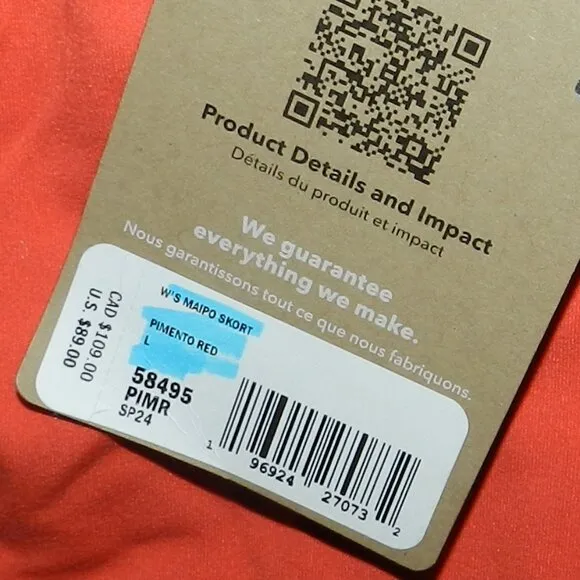 Product Details and Impact
Détails du produit et impact
We guarantee
everything we make.
Nous garantissons tout ce que nous fabriquons.
CAD $109.00
U.S. $89.00
W'S MAIPO SKORT
PIMENTO RED
L
58495
PIMR
SP24
1 96924 27073 2